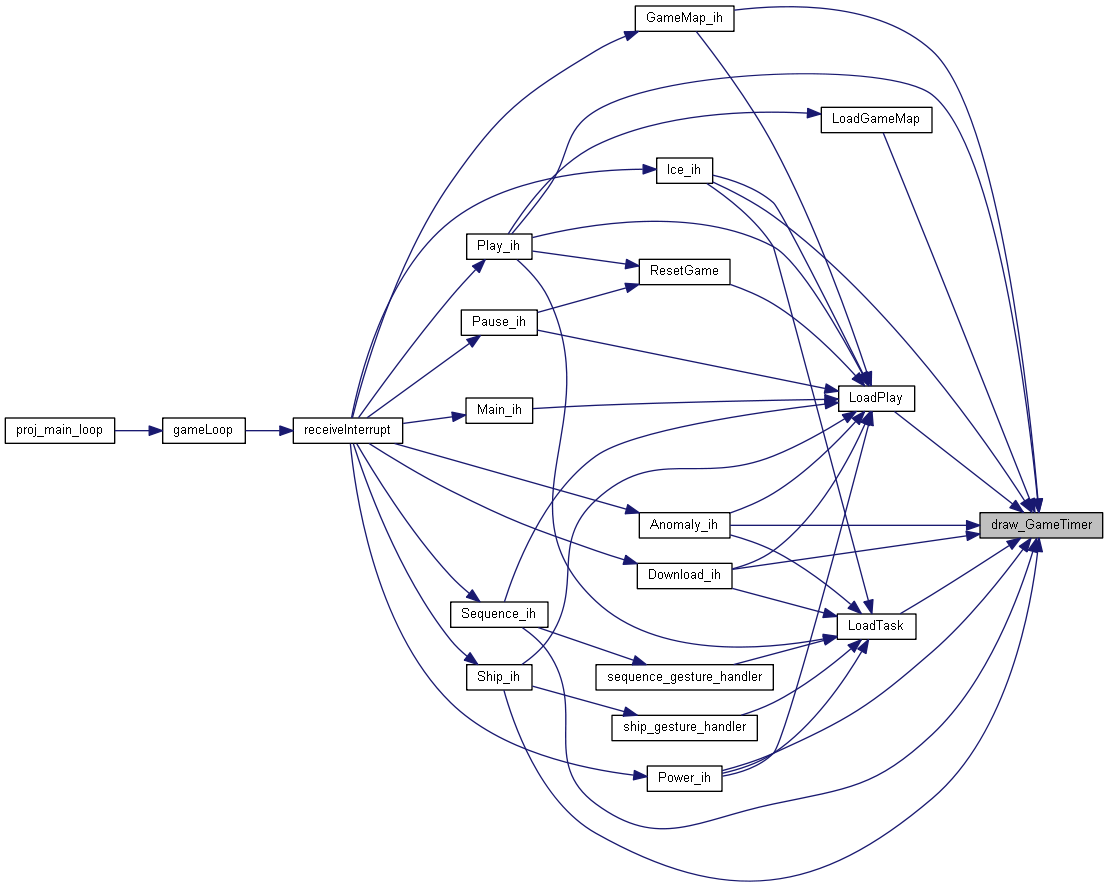 GameMap_ih
LoadGameMap
Ice_ih
Play_ih
ResetGame
Pause_ih
LoadPlay
Main_ih
proj_main_loop
gameLoop
receiveInterrupt
Anomaly_ih
draw_GameTimer
Download_ih
Sequence_ih
LoadTask
Ship_ih
sequence_gesture_handler
ship_gesture_handler
Power_ih